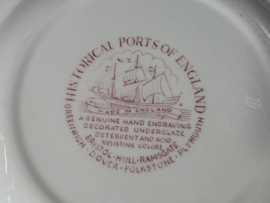 HISTORICAL PORTS OF ENGLAND
MADE IN ENGLAND
A GENUINE HAND ENGRAVING
DECORATED UNDERGLAZE
DETERGENT AND ACID
RESISTING COLORS
BRISTOL-HULL-RAMSGATE
GREENWICH-DOVER-FOLKSTONE-PLYMOUTH